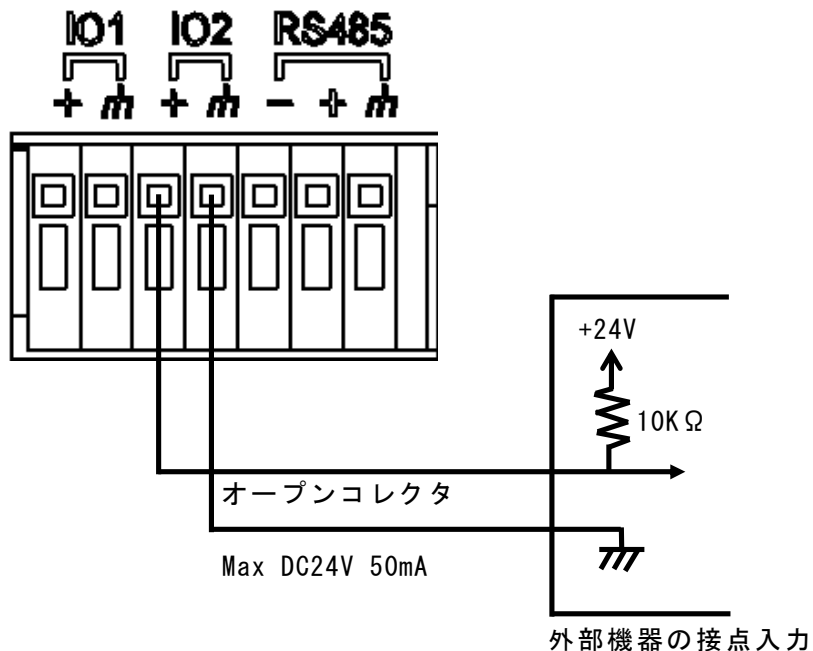 IO1 IO2 RS485
+ + - +
+24V
10KΩ
オープンコレクタ
Max DC24V 50mA
外部機器の接点入力